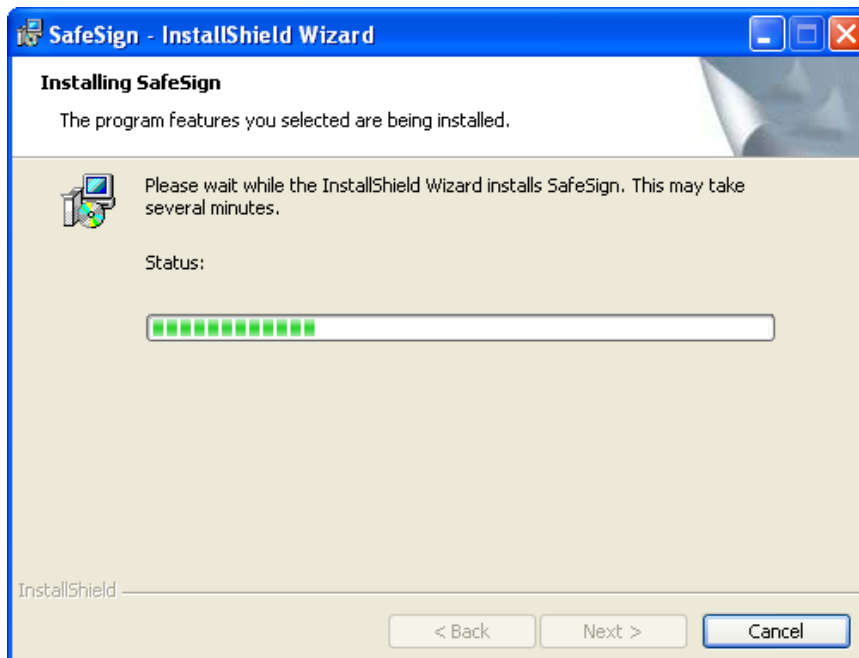 SafeSign - InstallShield Wizard
Installing SafeSign
The program features you selected are being installed.
Please wait while the InstallShield Wizard installs SafeSign. This may take
several minutes.
Status:
InstallShield
< Back
Next >
Cancel